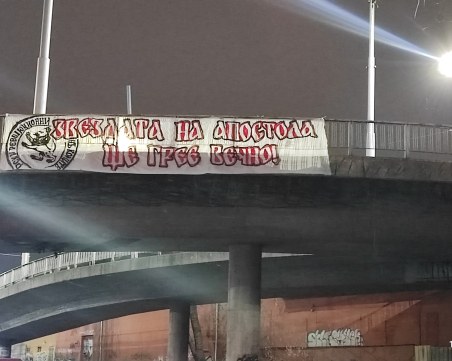 ЗВЕЗДАТА НА АПОСТОЛА
ЩЕ ГРЕЕ ВЕЧНО!